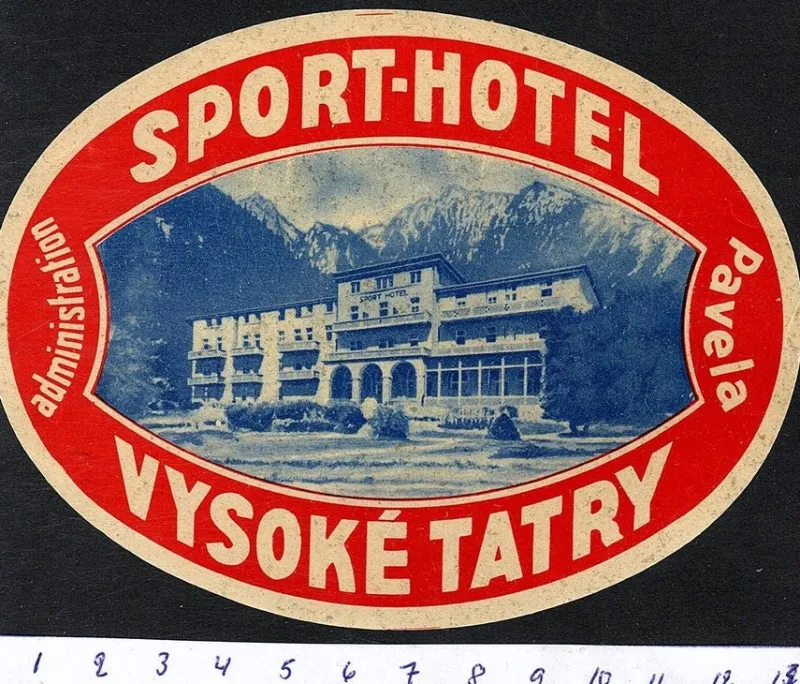 SPORT-HOTEL
administration
SPORT HOTEL
Pavela
VYSOKÉ TATRY
1 2 3 4 5 6 7 8 9 10 11 12 13